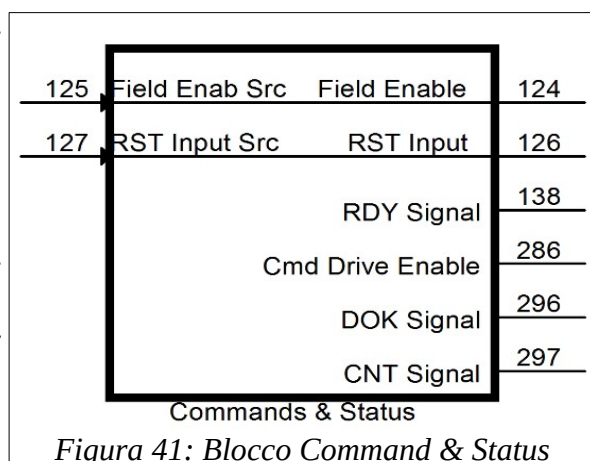 125 Field Enab Src Field Enable 124
127 RST Input Src RST Input 126
RDY Signal 138
Cmd Drive Enable 286
DOK Signal 296
CNT Signal 297
Commands & Status
Figura 41: Blocco Command & Status